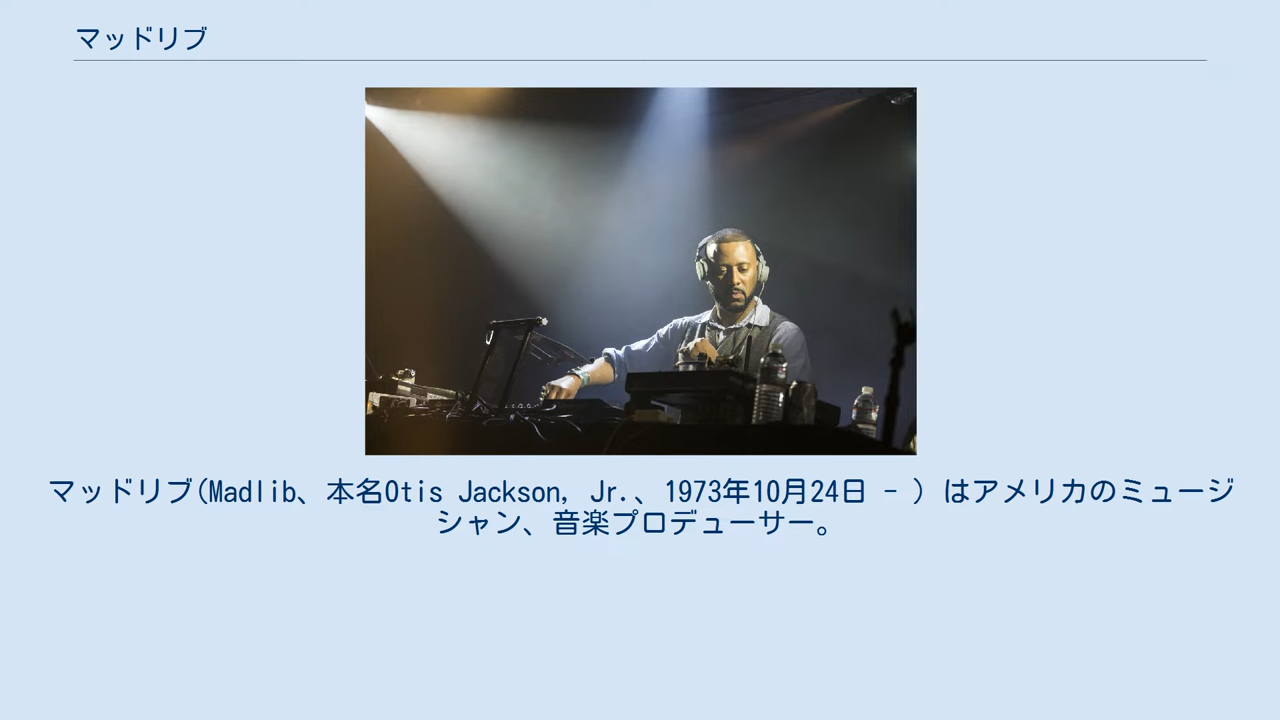 マッドリブ
マッドリブ(Madlib、本名Otis Jackson, Jr.、1973年10月24日 - ) はアメリカのミュージ
シャン、音楽プロデューサー。